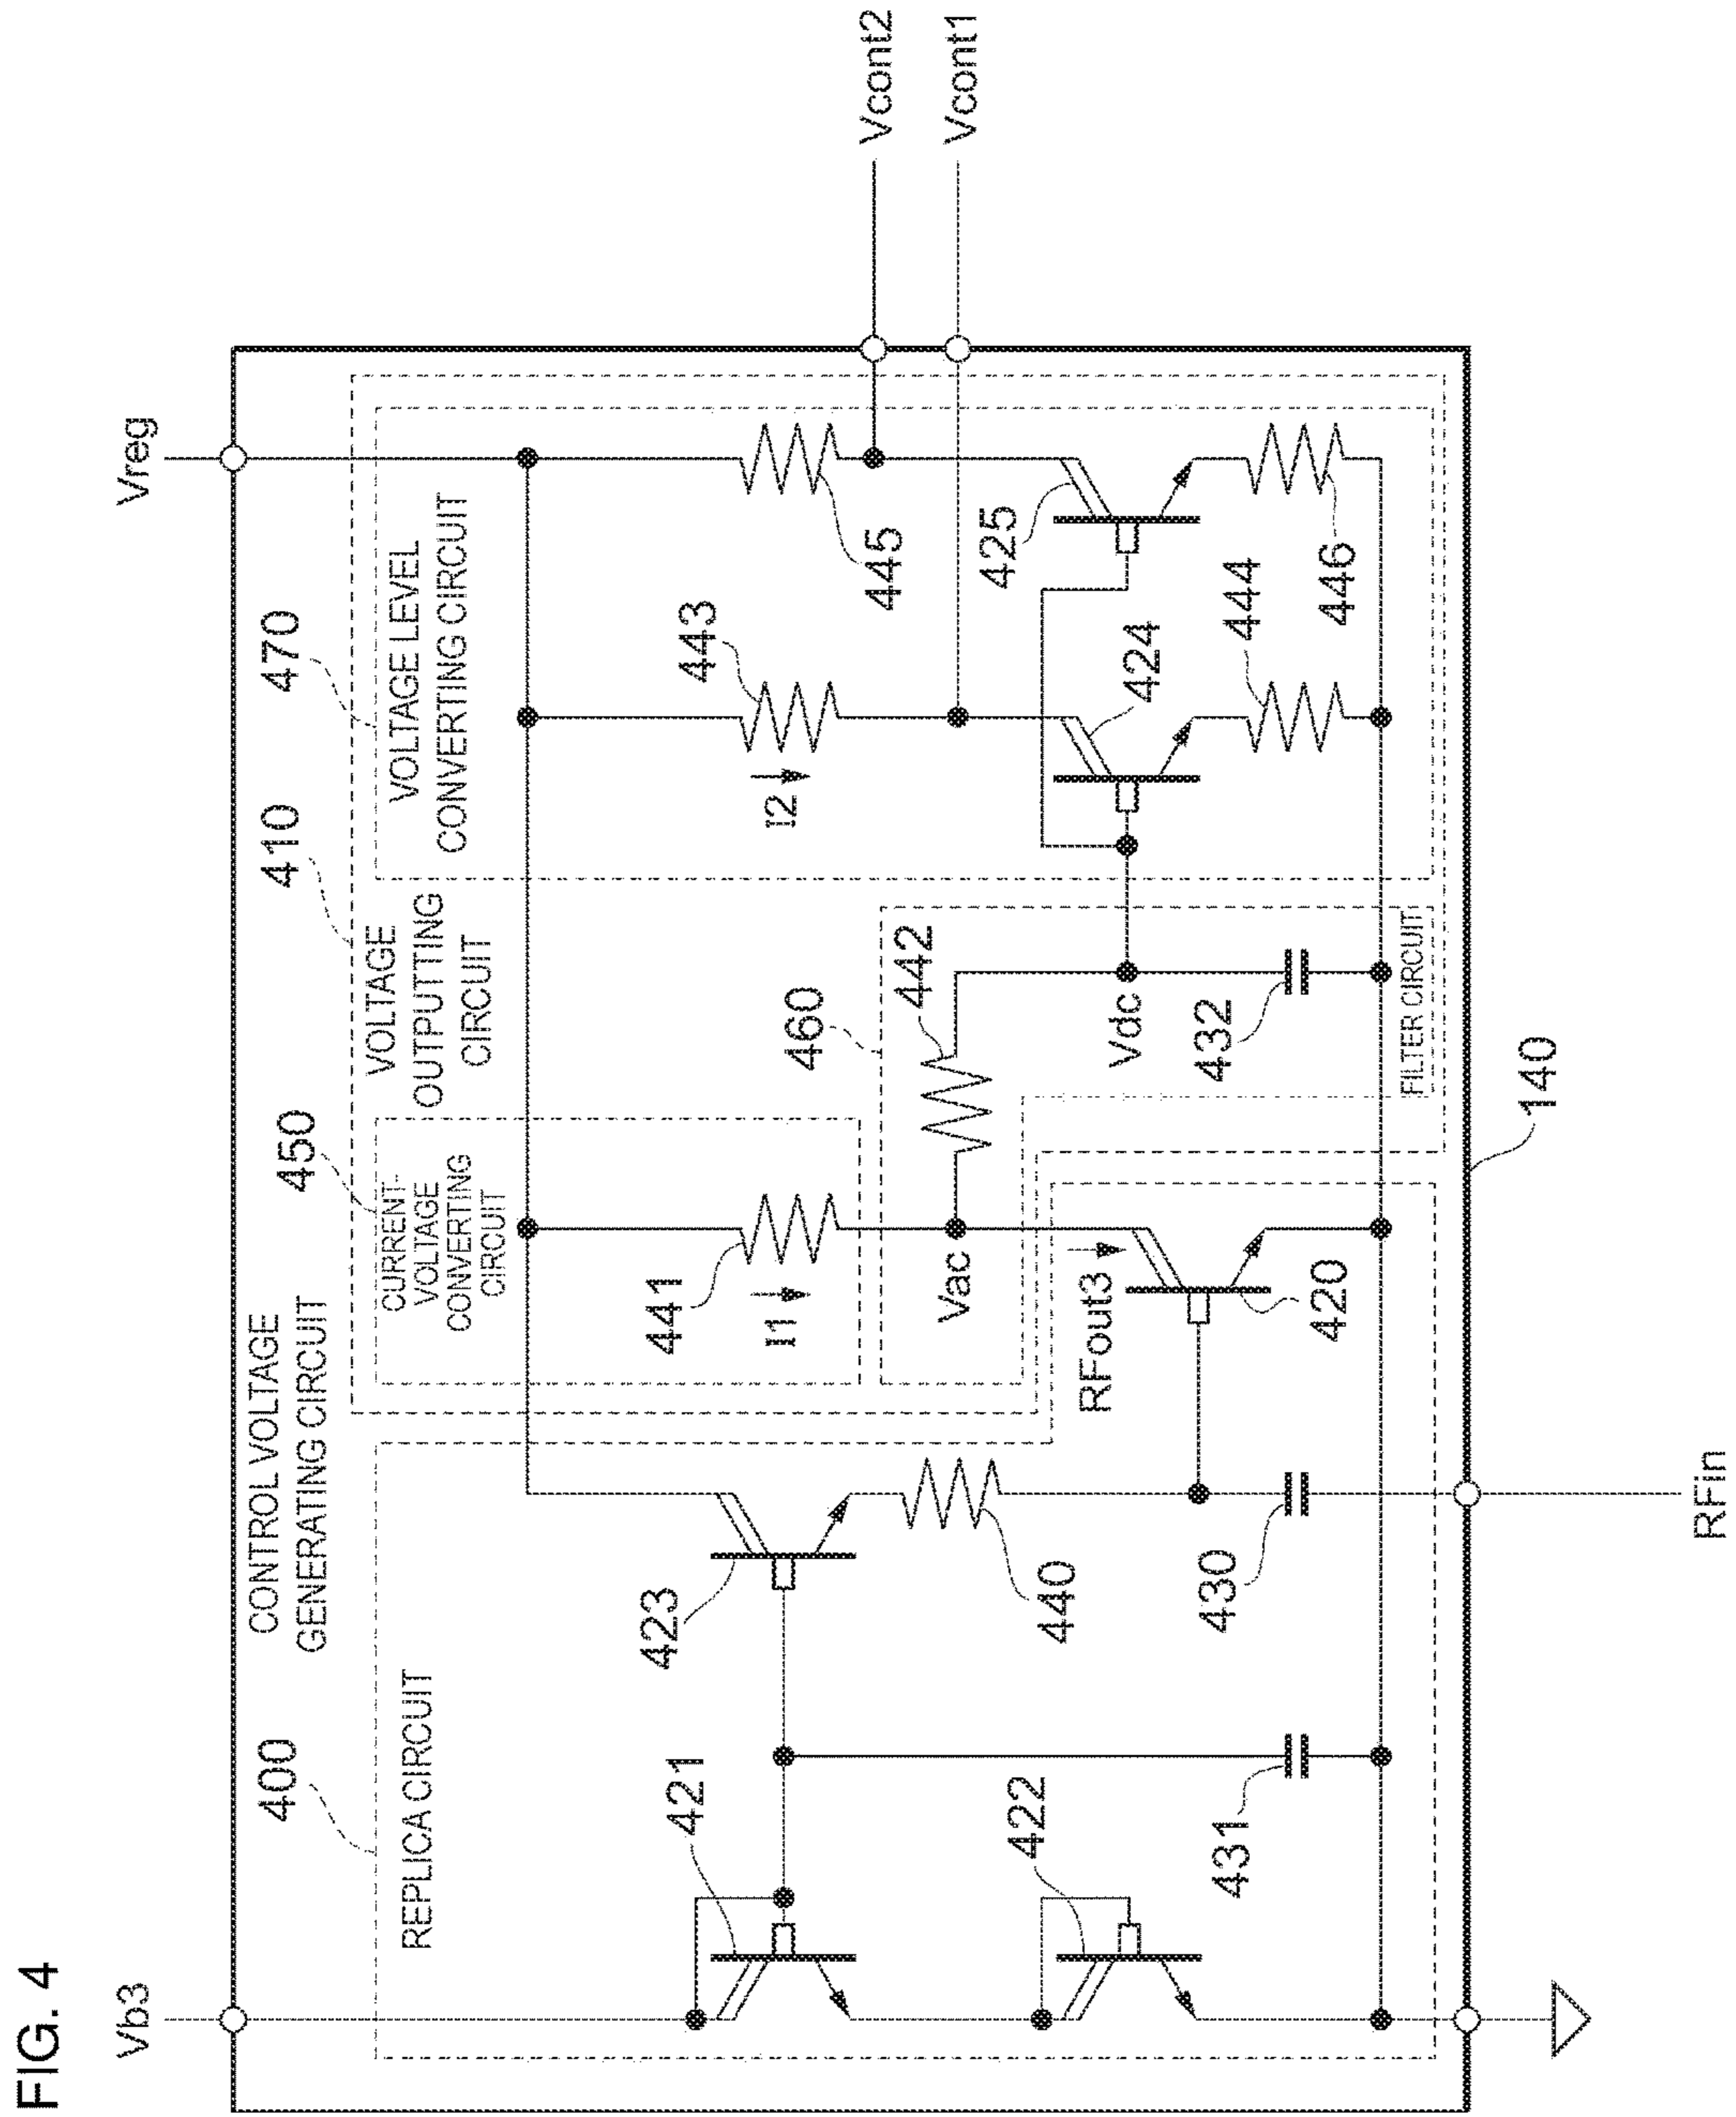 FIG. 4
Vb3
Vreg
CONTROL VOLTAGE
GENERATING CIRCUIT
400
450
410
470
REPLICA CIRCUIT
CURRENT-
VOLTAGE
CONVERTING
CIRCUIT
VOLTAGE
OUTPUTTING
CIRCUIT
VOLTAGE LEVEL
CONVERTING CIRCUIT
421
423
441
I1
460
443
I2
445
Vcont2
Vcont1
442
Vac
422
440
RFout3
Vdc
424
425
431
430
420
432
444
446
FILTER CIRCUIT
140
RFin